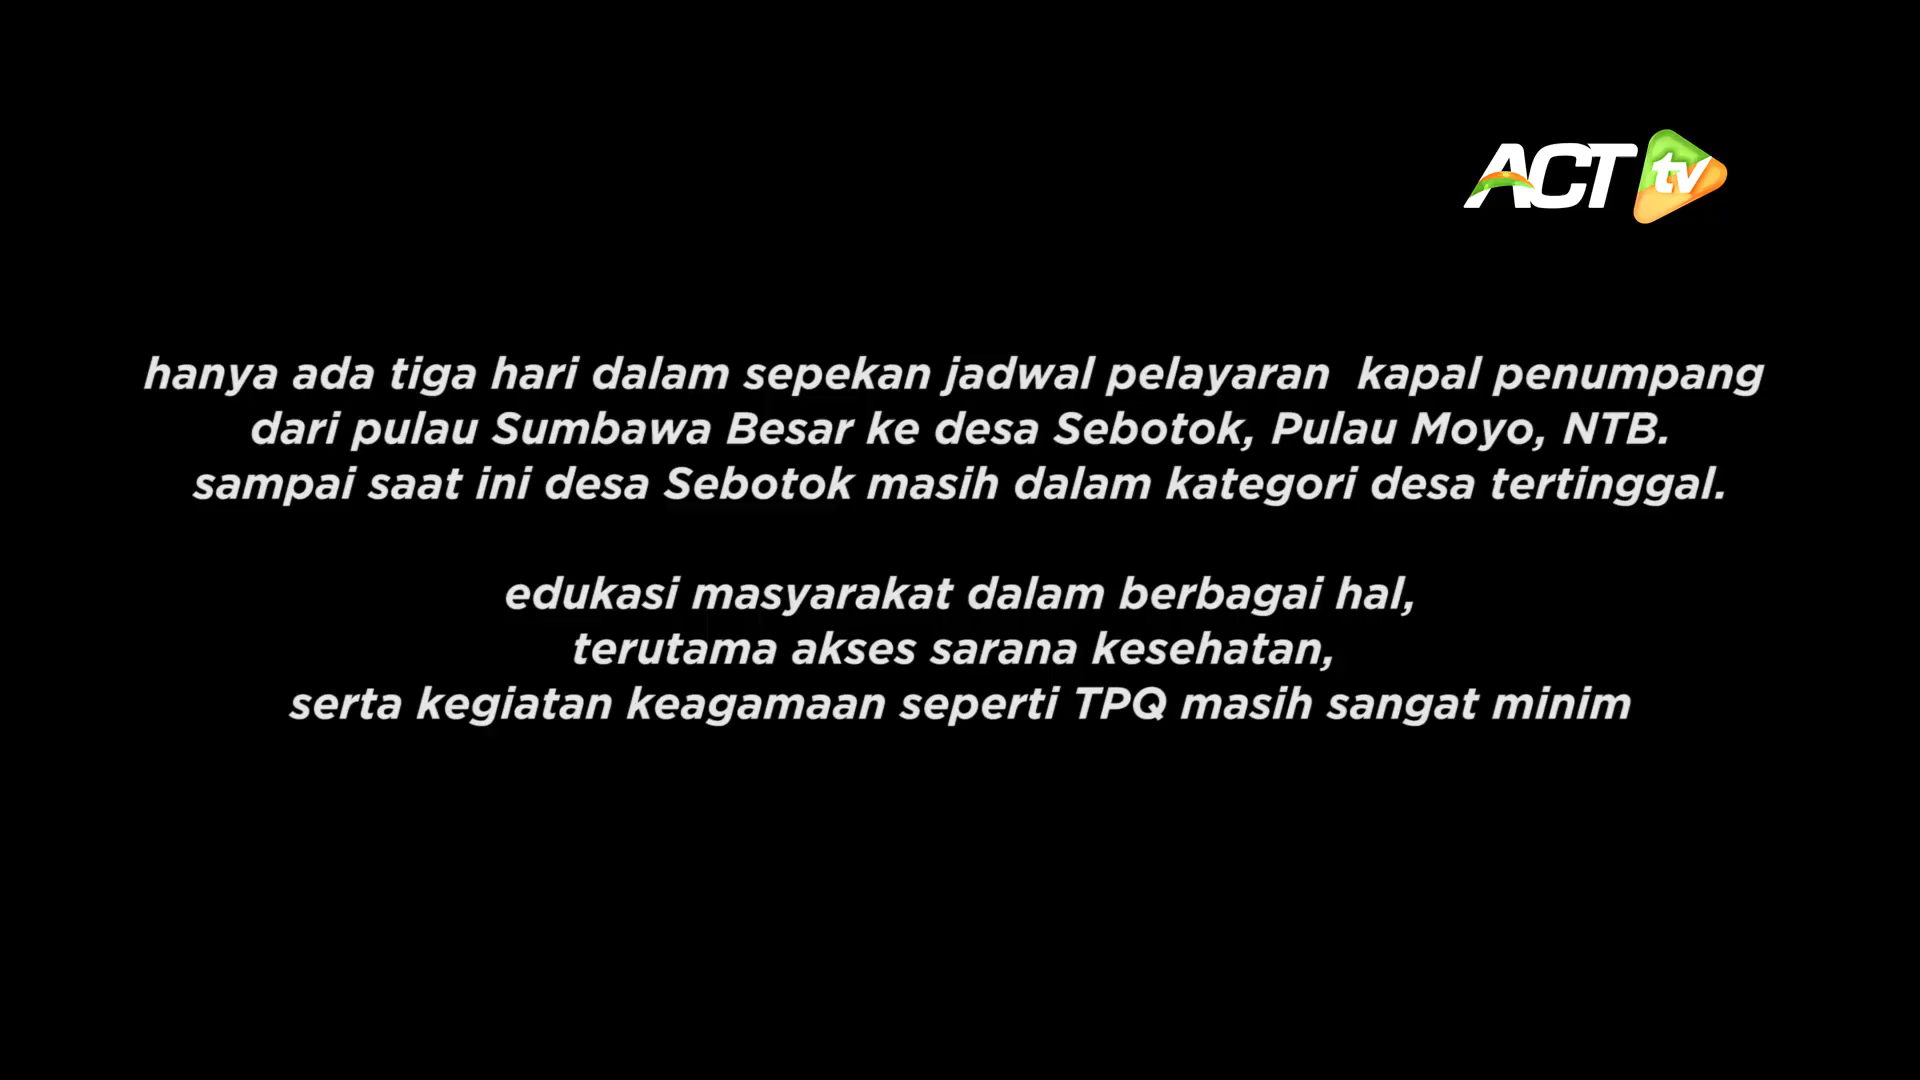 ACT tv
hanya ada tiga hari dalam sepekan jadwal pelayaran  kapal penumpang
dari pulau Sumbawa Besar ke desa Sebotok, Pulau Moyo, NTB.
sampai saat ini desa Sebotok masih dalam kategori desa tertinggal.
edukasi masyarakat dalam berbagai hal,
terutama akses sarana kesehatan,
serta kegiatan keagamaan seperti TPQ masih sangat minim